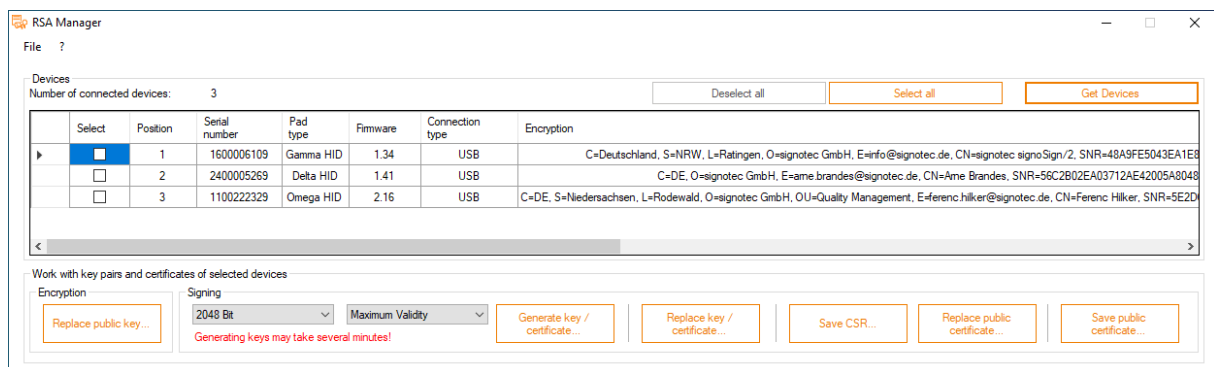 RSA Manager
File ?
Devices
Number of connected devices: 3
Deselect all
Select all
Get Devices
Select Position Serial number Pad type Firmware Connection type Encryption
1 1600006109 Gamma HID 1.34 USB C=Deutschland, S=NRW, L=Ratingen, O=signotec GmbH, E=info@signotec.de, CN=signotec signoSign/2, SNR=48A9FE5043EA1E8
2 2400005269 Delta HID 1.41 USB C=DE, O=signotec GmbH, E=arne.brandes@signotec.de, CN=Arne Brandes, SNR=56C2B02EA03712AE42005A8048
3 1100222329 Omega HID 2.16 USB C=DE, S=Niedersachsen, L=Rodewald, O=signotec GmbH, OU=Quality Management, E=ferenc.hilker@signotec.de, CN=Ferenc Hilker, SNR=5E2D
Work with key pairs and certificates of selected devices
Encryption
Replace public key...
Signing
2048 Bit
Maximum Validity
Generating keys may take several minutes!
Generate key /
certificate...
Replace key /
certificate...
Save CSR...
Replace public
certificate...
Save public
certificate...